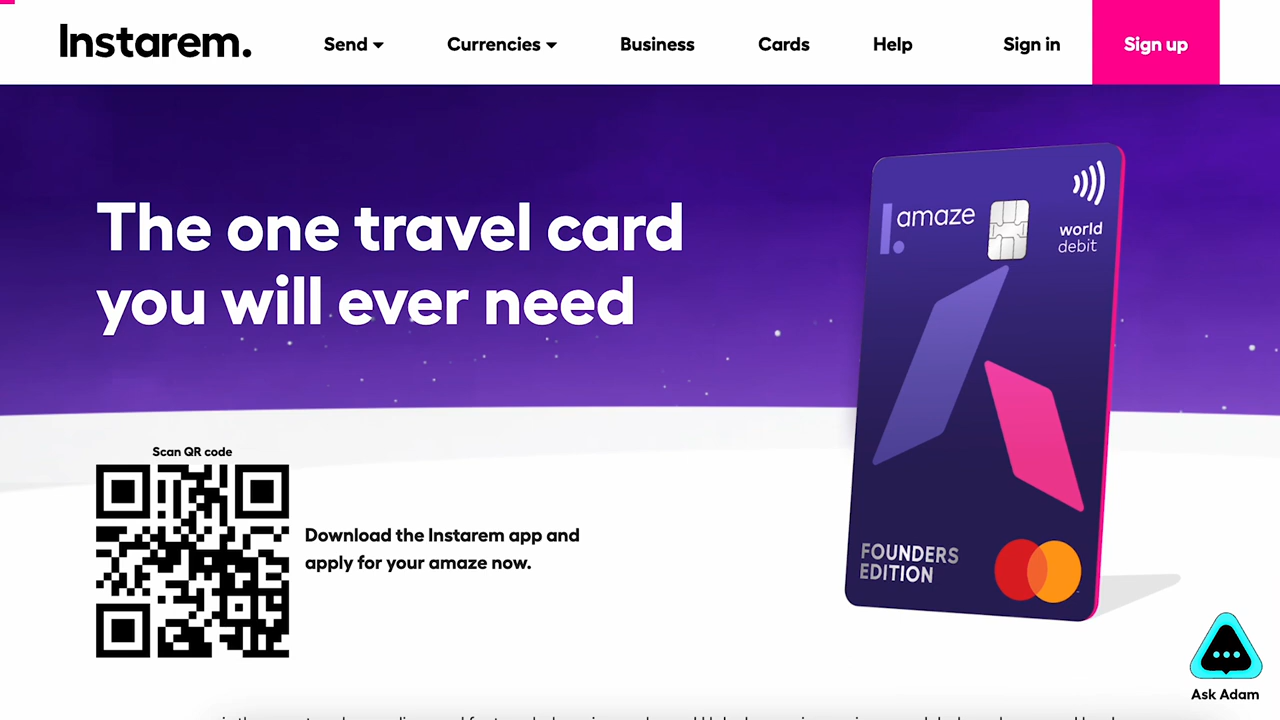 Instarem.
Send
Currencies
Business
Cards
Help
Sign in
Sign up
The one travel card
you will ever need
amaze
world
debit
FOUNDERS
EDITION
Scan QR code
Download the Instarem app and
apply for your amaze now.
Ask Adam